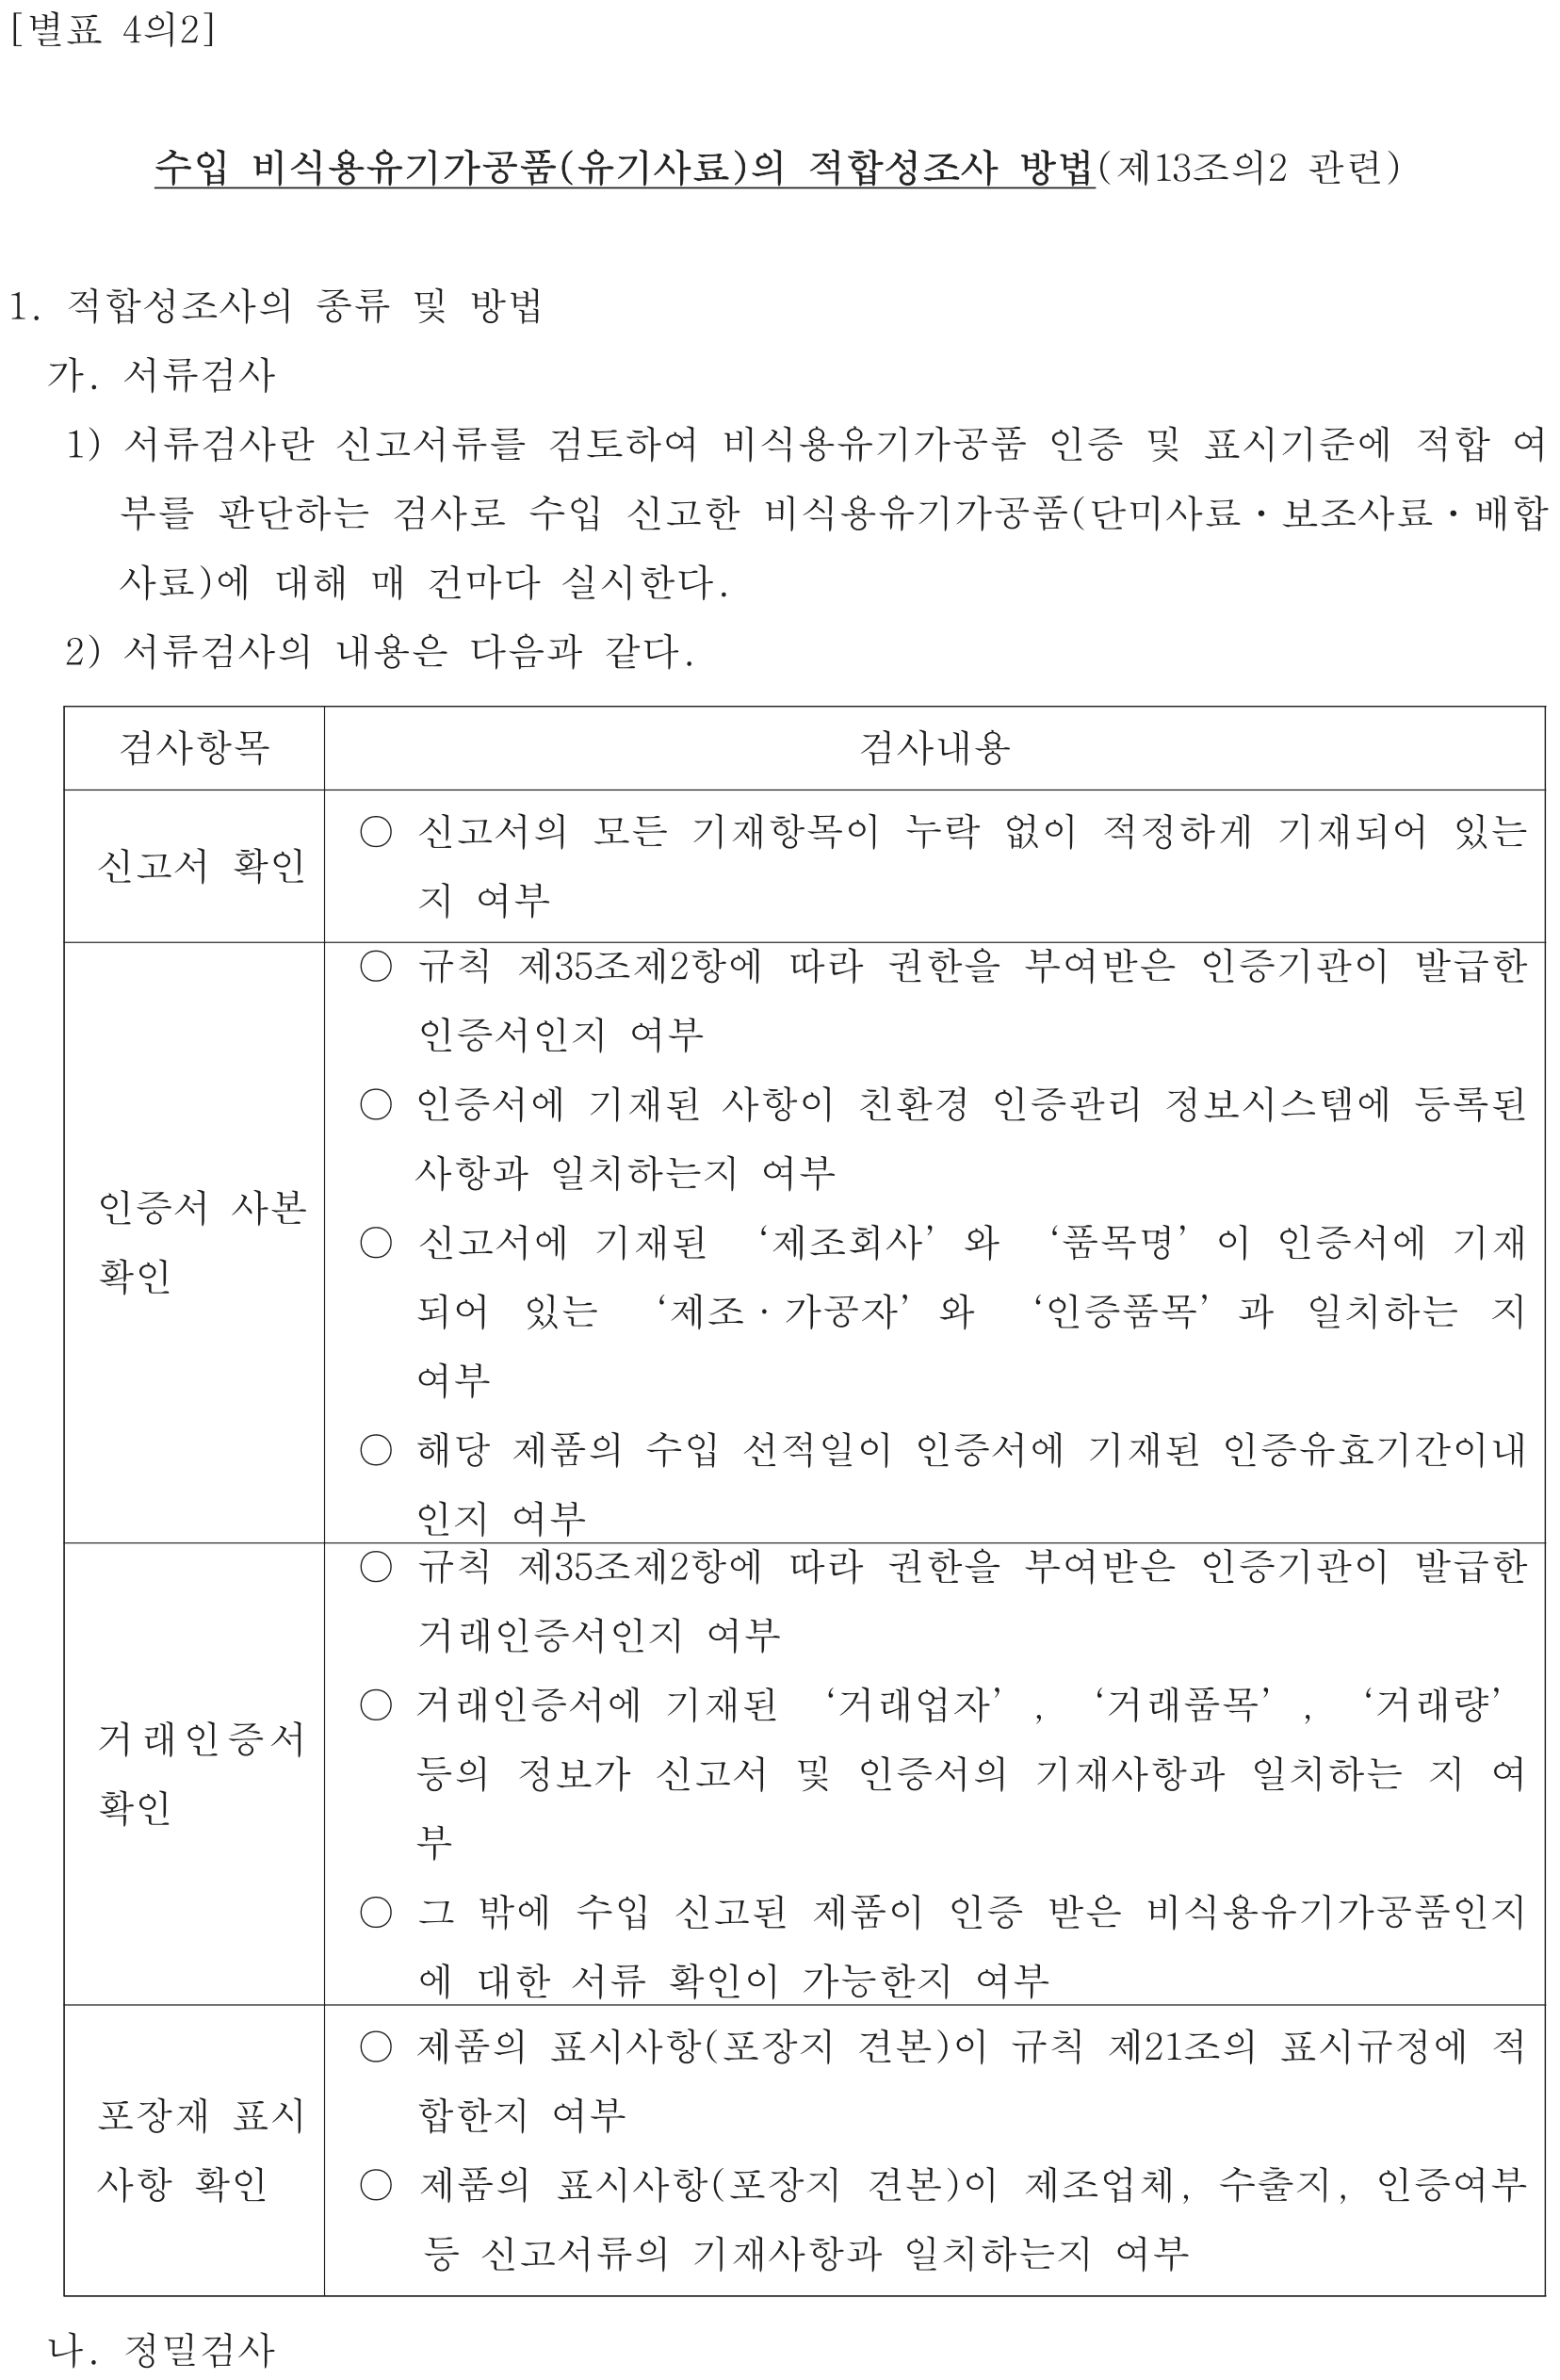 [별표 4의2]
수입 비식용유기가공품(유기사료)의 적합성조사 방법(제13조의2 관련)
1. 적합성조사의 종류 및 방법
가. 서류검사
1) 서류검사란 신고서류를 검토하여 비식용유기가공품 인증 및 표시기준에 적합 여
부를 판단하는 검사로 수입 신고한 비식용유기가공품(단미사료・보조사료・배합
사료)에 대해 매 건마다 실시한다.
2) 서류검사의 내용은 다음과 같다.
검사항목 검사내용
신고서 확인
○ 신고서의 모든 기재항목이 누락 없이 적정하게 기재되어 있는
지 여부
인증서 사본
확인
○ 규칙 제35조제2항에 따라 권한을 부여받은 인증기관이 발급한
인증서인지 여부
○ 인증서에 기재된 사항이 친환경 인증관리 정보시스템에 등록된
사항과 일치하는지 여부
○ 신고서에 기재된 ‘제조회사’와 ‘품목명’이 인증서에 기재
되어 있는 ‘제조·가공자’와 ‘인증품목’과 일치하는 지
여부
○ 해당 제품의 수입 선적일이 인증서에 기재된 인증유효기간이내
인지 여부
거래인증서
확인
○ 규칙 제35조제2항에 따라 권한을 부여받은 인증기관이 발급한
거래인증서인지 여부
○ 거래인증서에 기재된 ‘거래업자’, ‘거래품목’, ‘거래량’
등의 정보가 신고서 및 인증서의 기재사항과 일치하는 지 여
부
○ 그 밖에 수입 신고된 제품이 인증 받은 비식용유기가공품인지
에 대한 서류 확인이 가능한지 여부
포장재 표시
사항 확인
○ 제품의 표시사항(포장지 견본)이 규칙 제21조의 표시규정에 적
합한지 여부
○ 제품의 표시사항(포장지 견본)이 제조업체, 수출지, 인증여부
등 신고서류의 기재사항과 일치하는지 여부
나. 정밀검사